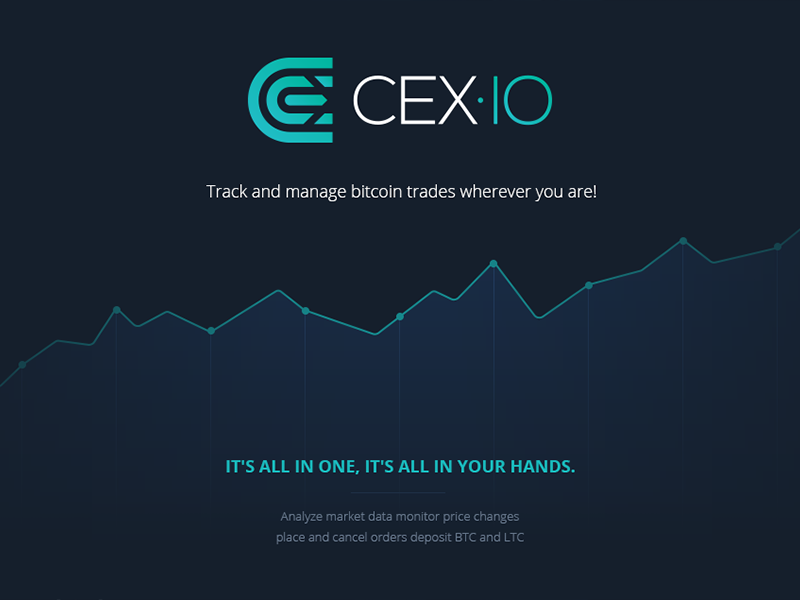 CEX·IO
Track and manage bitcoin trades wherever you are!
IT'S ALL IN ONE, IT'S ALL IN YOUR HANDS.
Analyze market data monitor price changes
place and cancel orders deposit BTC and LTC